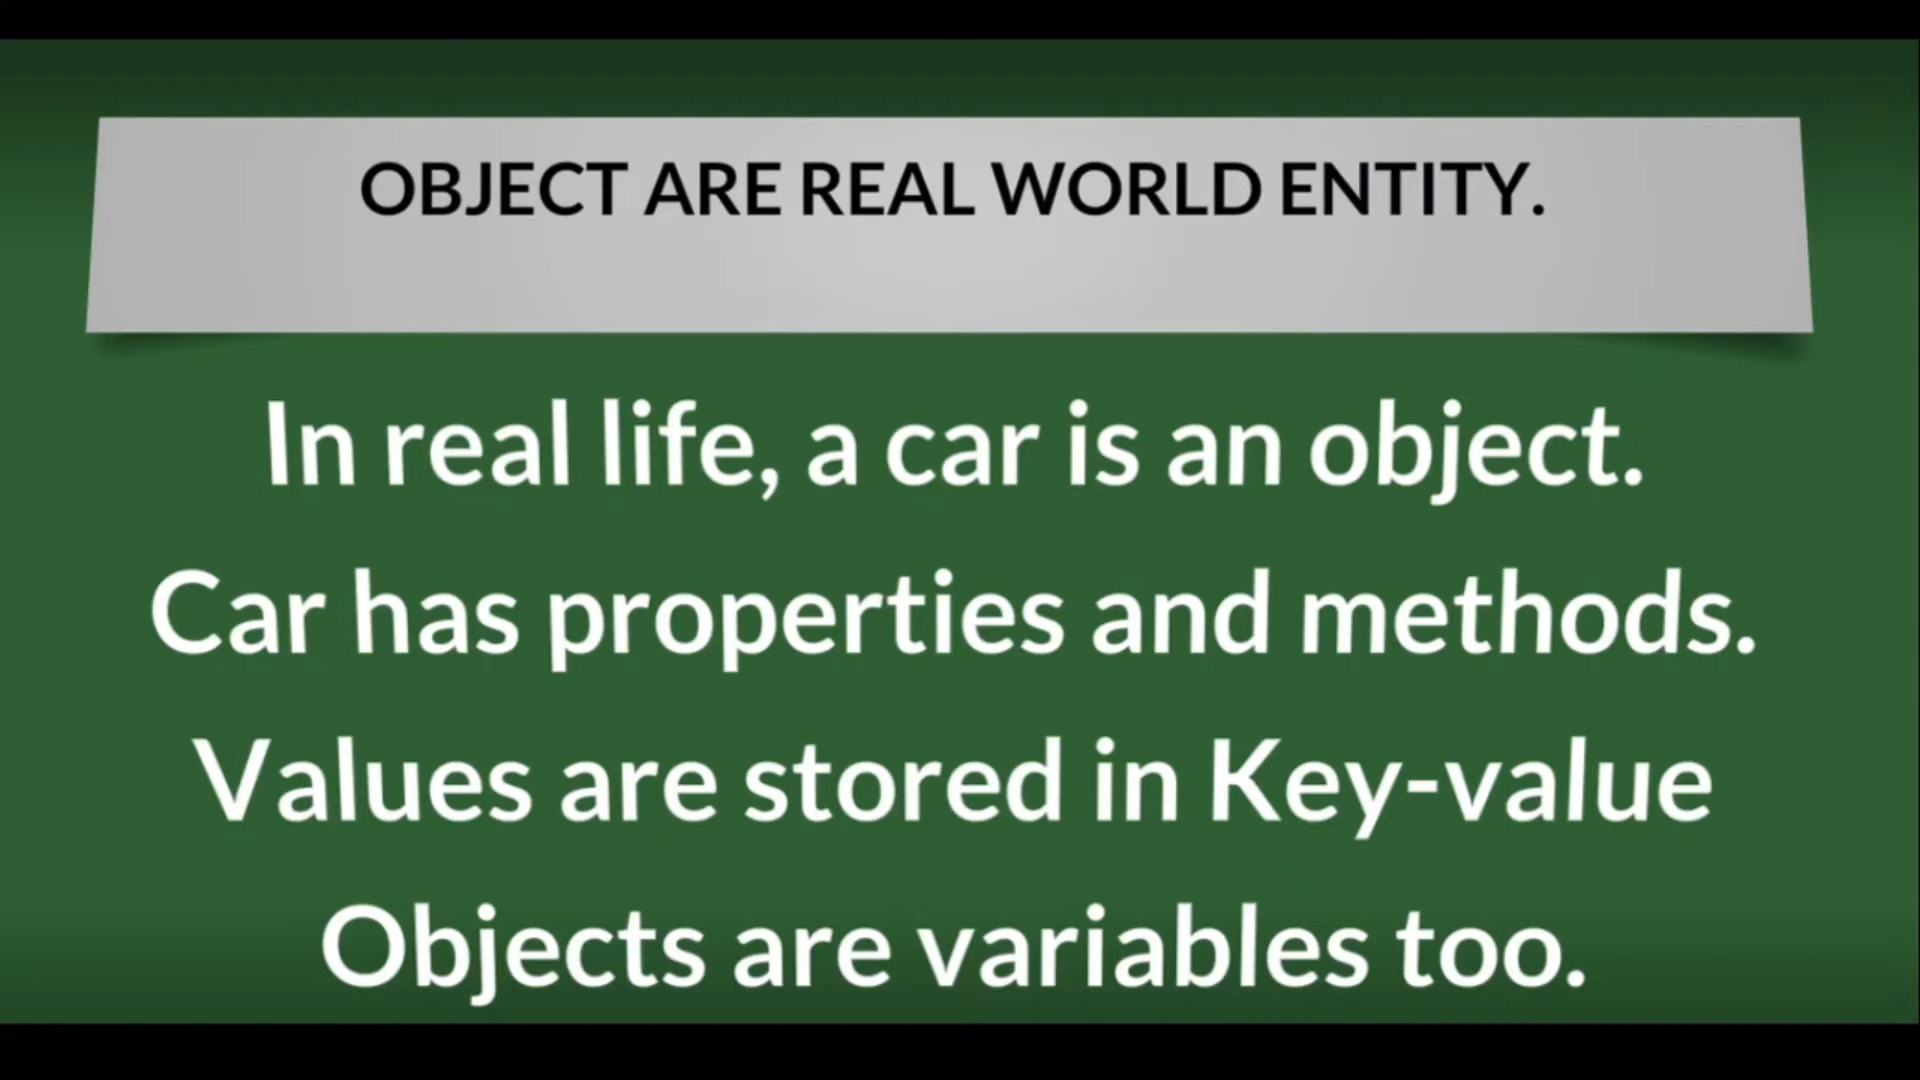 OBJECT ARE REAL WORLD ENTITY.
In real life, a car is an object.
Car has properties and methods.
Values are stored in Key-value
Objects are variables too.